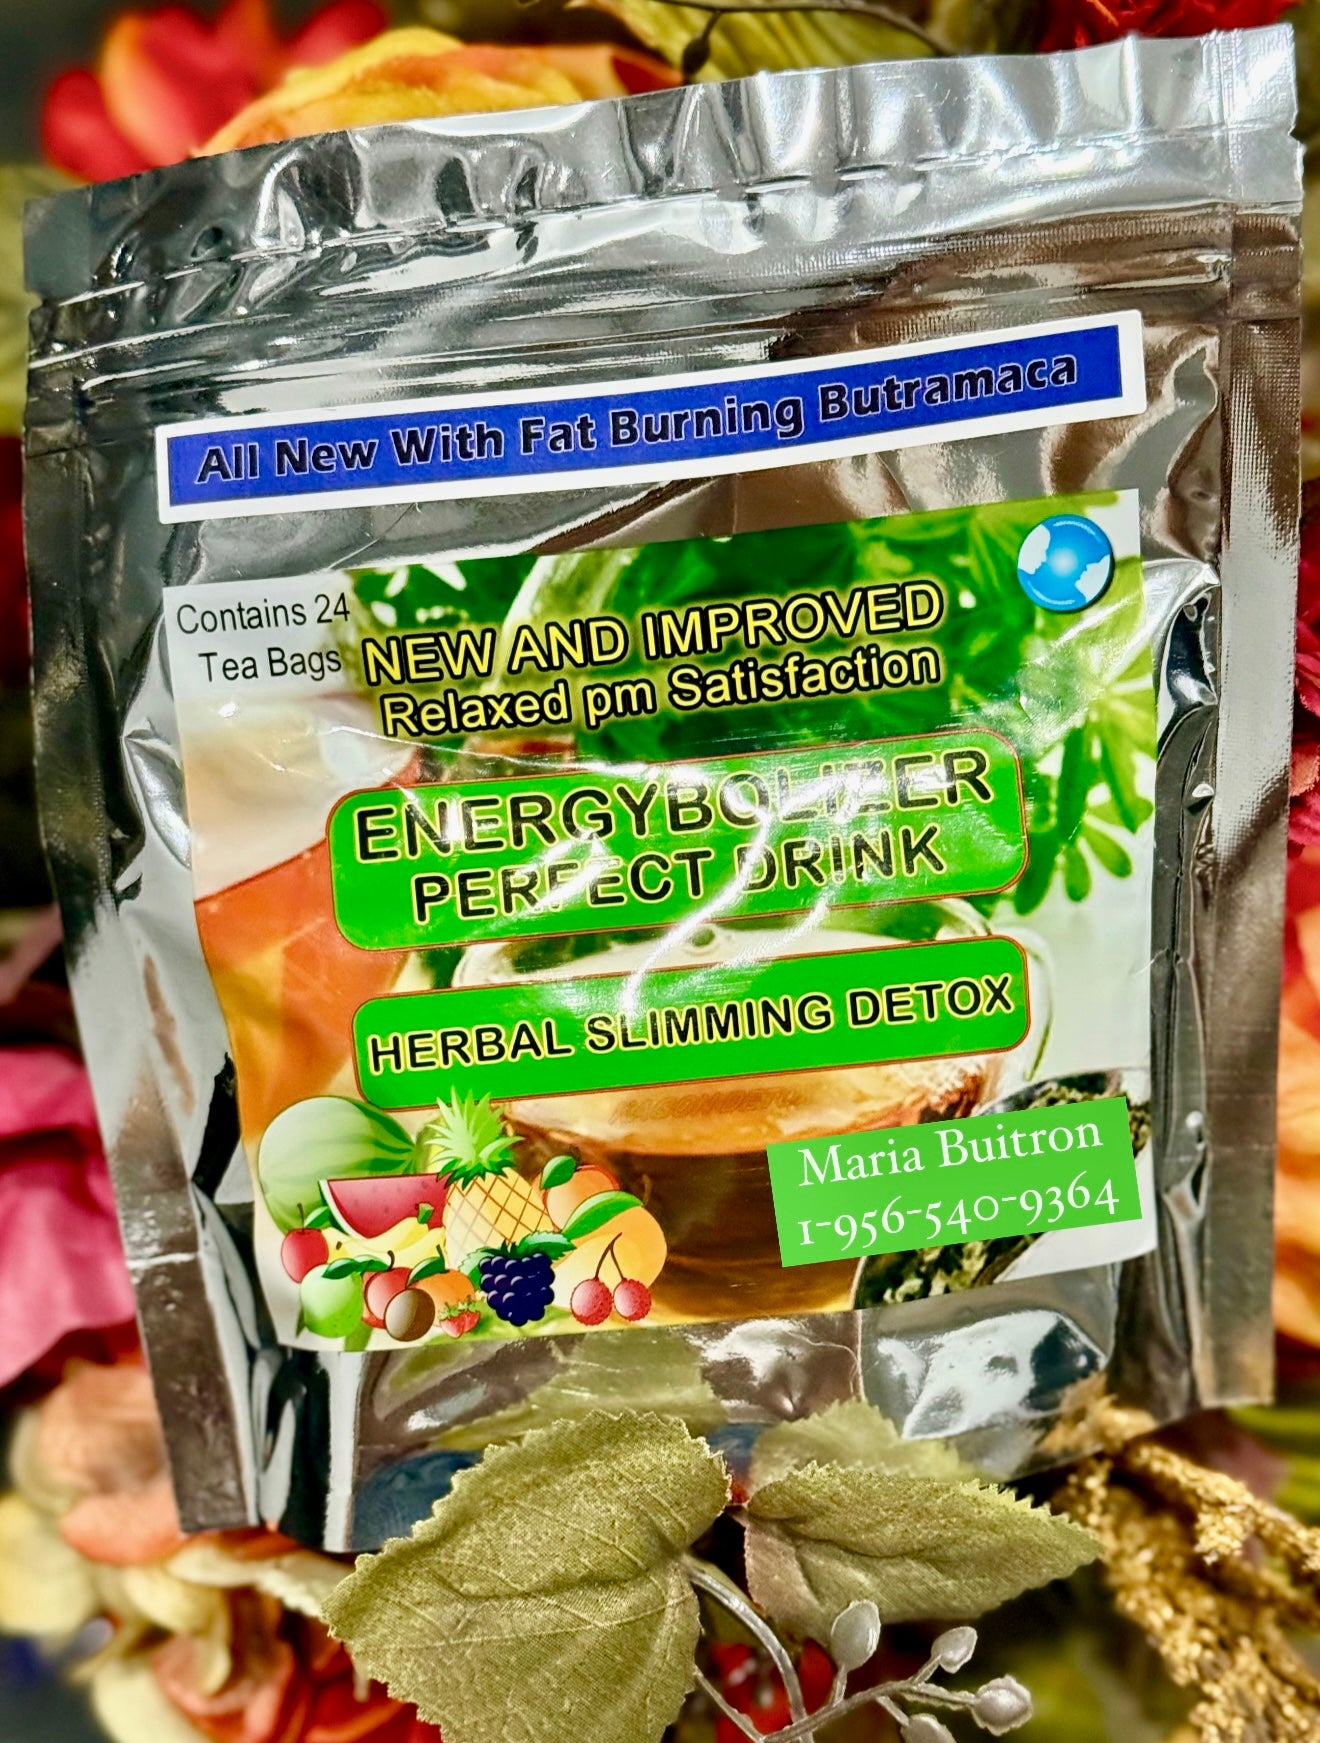 All New With Fat Burning Butramaca
Contains 24
Tea Bags
NEW AND IMPROVED
Relaxed pm Satisfaction
ENERGYBOLIZER
PERFECT DRINK
HERBAL SLIMMING DETOX
Maria Buitron
1-956-540-9364